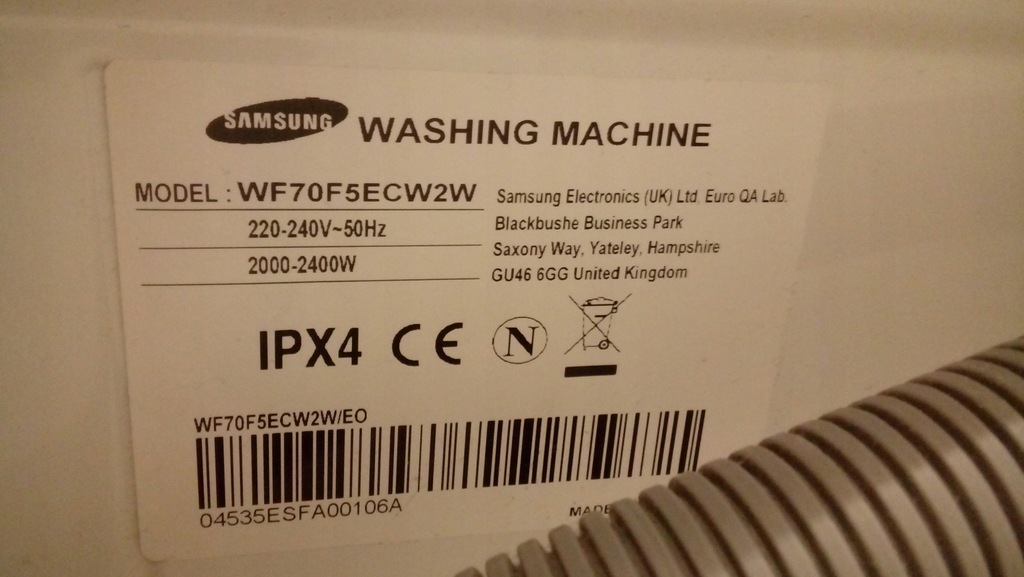 SAMSUNG WASHING MACHINE
MODEL : WF70F5ECW2W
220-240V~50Hz
2000-2400W
Samsung Electronics (UK) Ltd. Euro QA Lab.
Blackbushe Business Park
Saxony Way, Yateley, Hampshire
GU46 6GG United Kingdom
IPX4 CE N
WF70F5ECW2W/EO
04535ESFA00106A
MADE